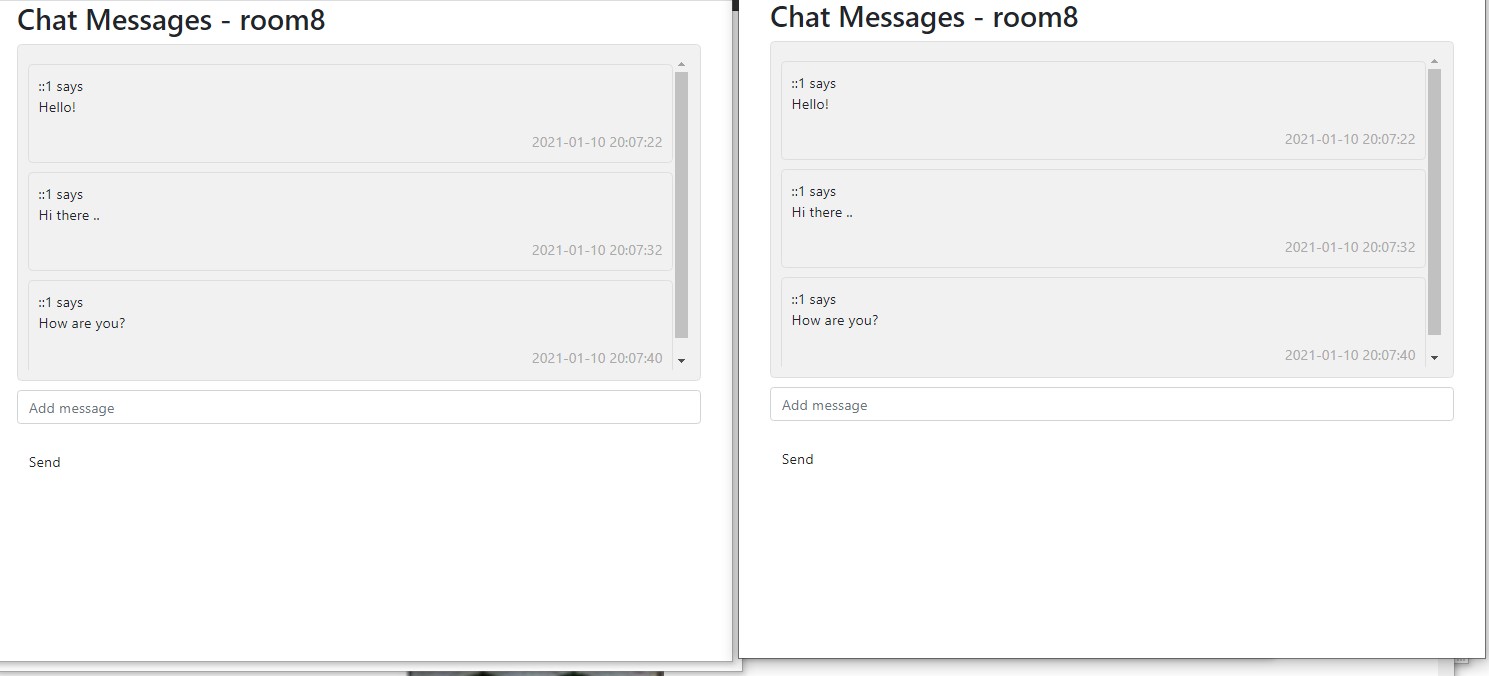 Chat Messages - room8
::1 says
Hello!
2021-01-10 20:07:22
::1 says
Hi there ..
2021-01-10 20:07:32
::1 says
How are you?
2021-01-10 20:07:40
Add message
Send
Chat Messages - room8
::1 says
Hello!
2021-01-10 20:07:22
::1 says
Hi there ..
2021-01-10 20:07:32
::1 says
How are you?
2021-01-10 20:07:40
Add message
Send